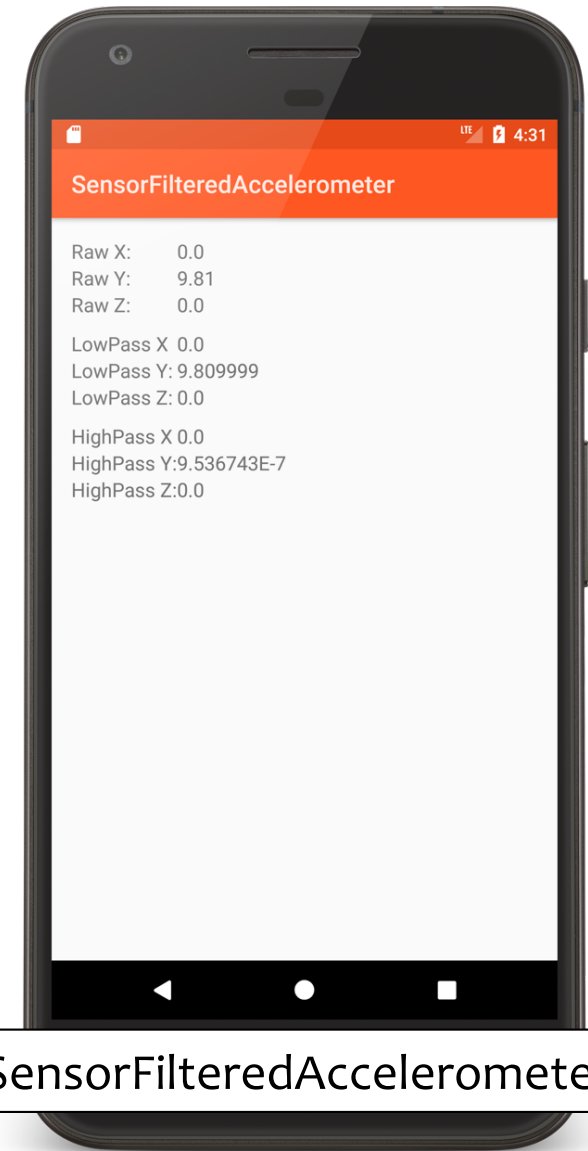 LTE 4:31
SensorFilteredAccelerometer
Raw X: 0.0
Raw Y: 9.81
Raw Z: 0.0
LowPass X 0.0
LowPass Y: 9.809999
LowPass Z: 0.0
HighPass X 0.0
HighPass Y:9.536743E-7
HighPass Z:0.0
SensorFilteredAcceleromete